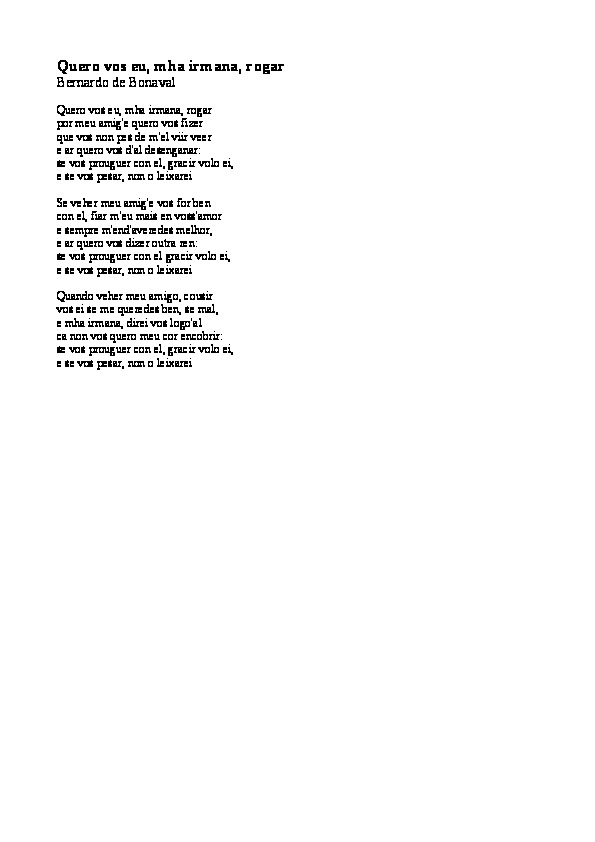 Quero vos eu, mha irmana, rogar
Bernardo de Bonaval
Quero vos eu, mha irmana, rogar
por meu amig'e quero vos fizer
que vos non pes de m'el viir veer
e ar quero vos d'al desenganar:
se vos prouguer con el, gracir volo ei,
e se vos pesar, non o leixarei
Se veher meu amig'e vos for ben
con el, fiar m'eu mais en voss'amor
e sempre m'end'averedes melhor,
e ar quero vos dizer outra ren:
se vos prouguer con el gracir volo ei,
e se vos pesar, non o leixarei
Quando veher meu amigo, cousir
vos ei se me queredes ben, se mal,
e mha irmana, direi vos logo'al
ca non vos quero meu cor encobrir:
se vos prouguer con el, gracir volo ei,
e se vos pesar, non o leixarei